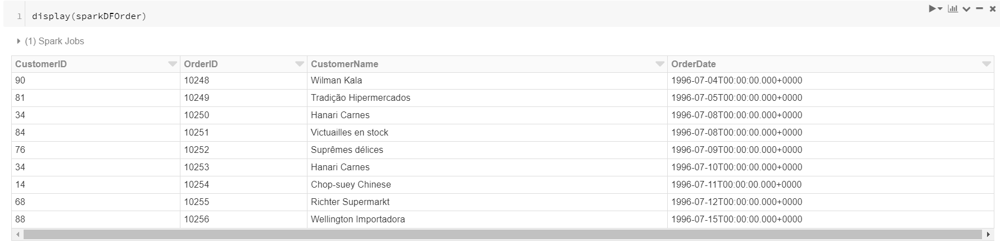 1 display(sparkDFOrder)
(1) Spark Jobs
CustomerID OrderID CustomerName OrderDate
90 10248 Wilman Kala 1996-07-04T00:00:00.000+0000
81 10249 Tradição Hipermercados 1996-07-05T00:00:00.000+0000
34 10250 Hanari Carnes 1996-07-08T00:00:00.000+0000
84 10251 Victuailles en stock 1996-07-08T00:00:00.000+0000
76 10252 Suprêmes délices 1996-07-09T00:00:00.000+0000
34 10253 Hanari Carnes 1996-07-10T00:00:00.000+0000
14 10254 Chop-suey Chinese 1996-07-11T00:00:00.000+0000
68 10255 Richter Supermarkt 1996-07-12T00:00:00.000+0000
88 10256 Wellington Importadora 1996-07-15T00:00:00.000+0000